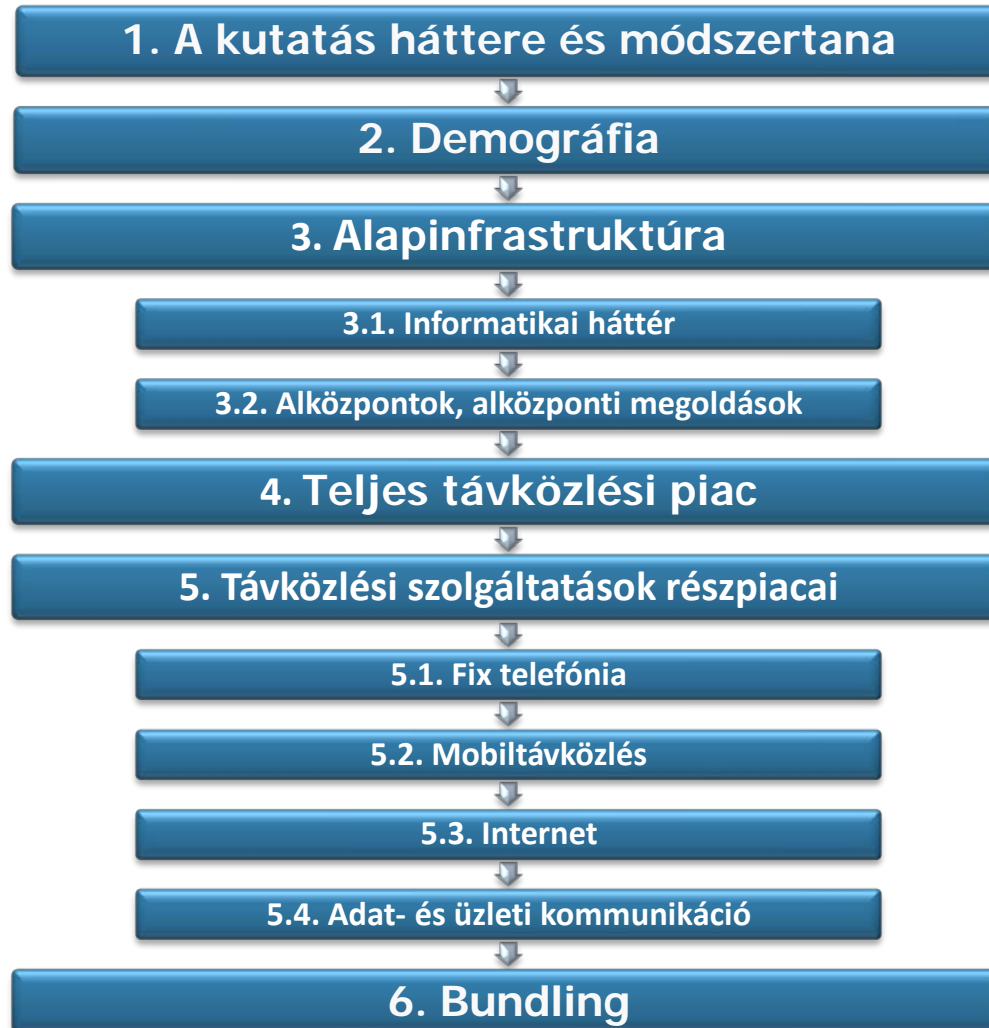 1. A kutatás háttere és módszertana
2. Demográfia
3. Alapinfrastruktúra
3.1. Informatikai háttér
3.2. Alközpontok, alközponti megoldások
4. Teljes távközlési piac
5. Távközlési szolgáltatások részpiacai
5.1. Fix telefónia
5.2. Mobiltávközlés
5.3. Internet
5.4. Adat- és üzleti kommunikáció
6. Bundling